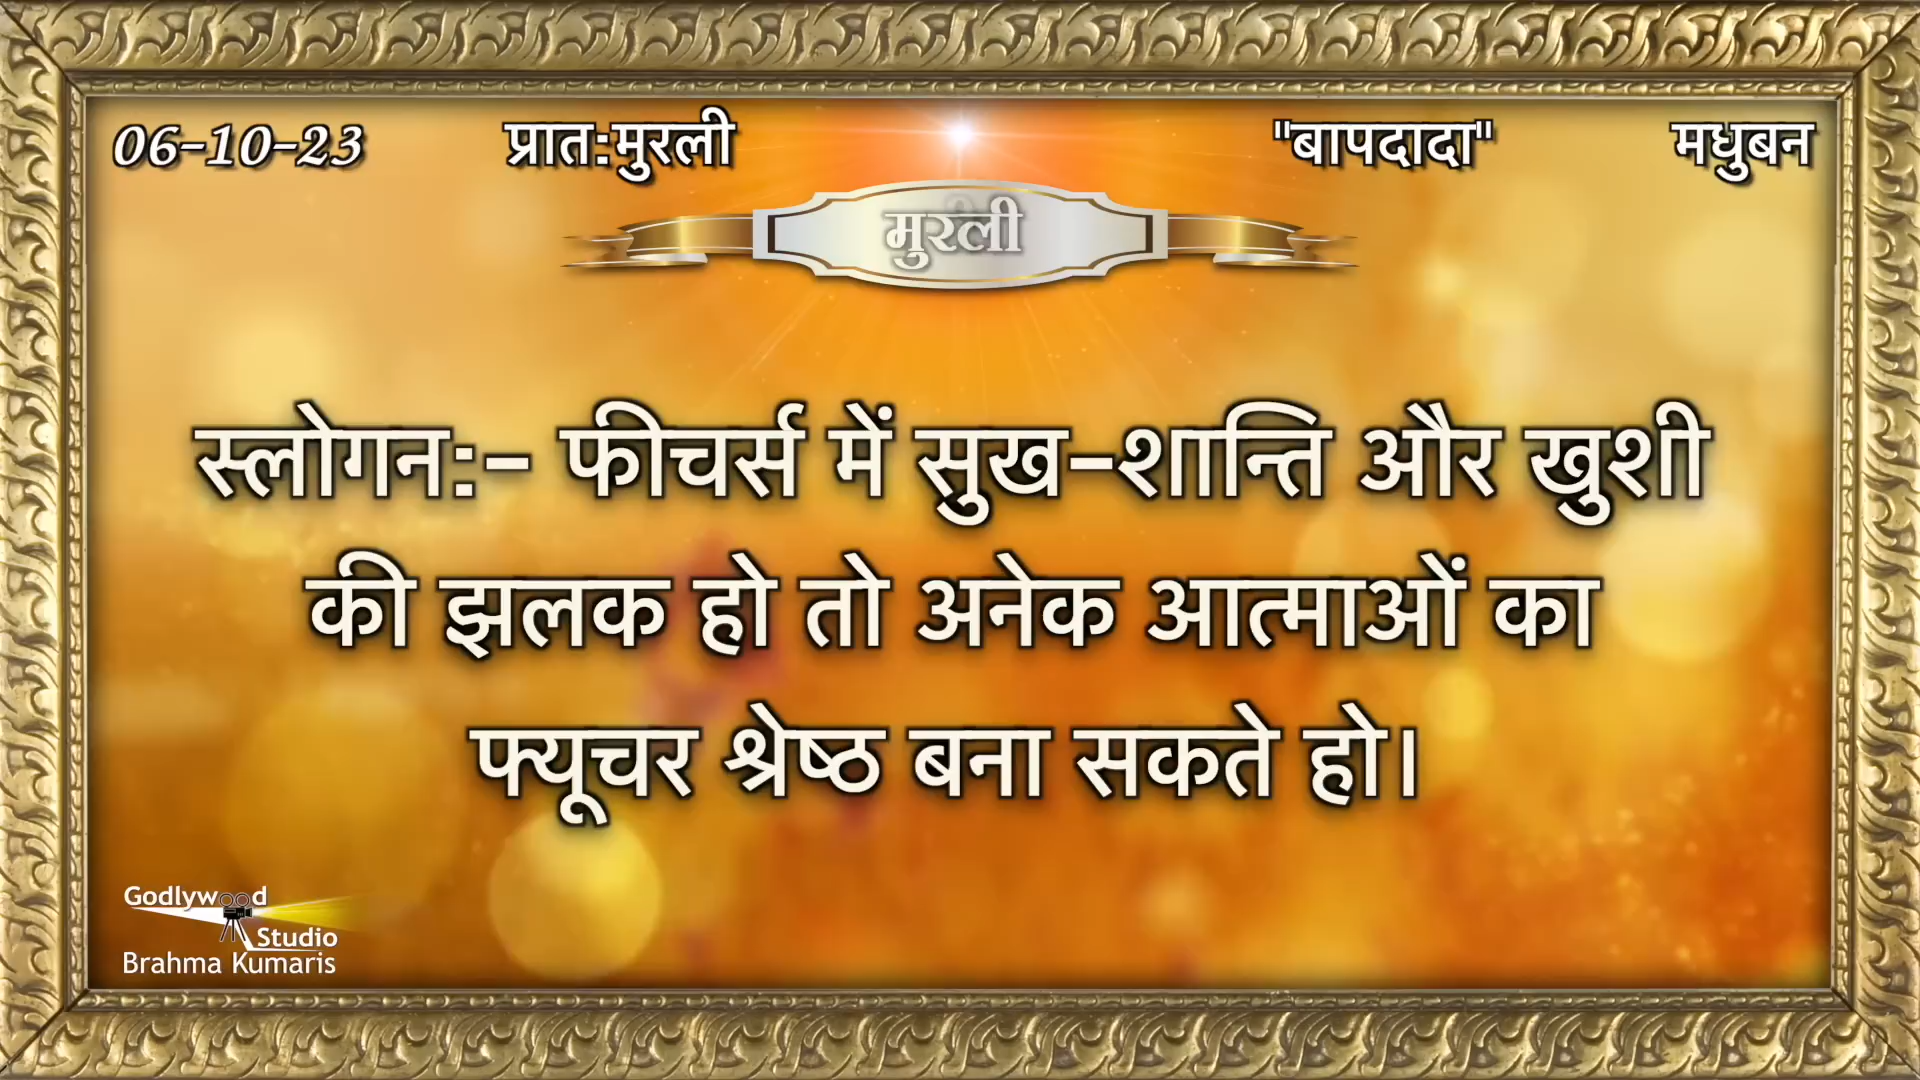 06-10-23 प्रात:मुरली "बापदादा" मधुबन
मुरली
स्लोगन:- फीचर्स में सुख-शान्ति और खुशी
की झलक हो तो अनेक आत्माओं का
फ्यूचर श्रेष्ठ बना सकते हो।
Godlywood
Studio
Brahma Kumaris